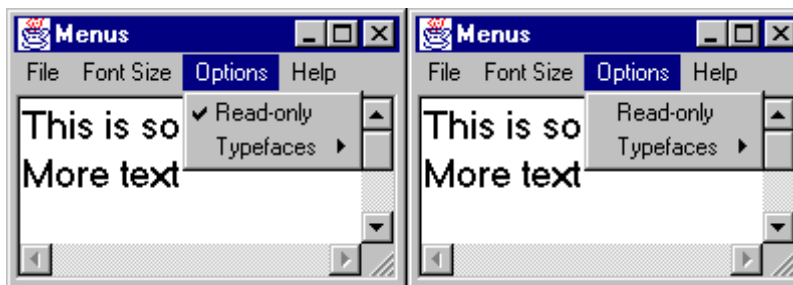 Menus
File Font Size Options Help
This is so
✓ Read-only
Typefaces
More text
Menus
File Font Size Options Help
This is so
Read-only
Typefaces
More text